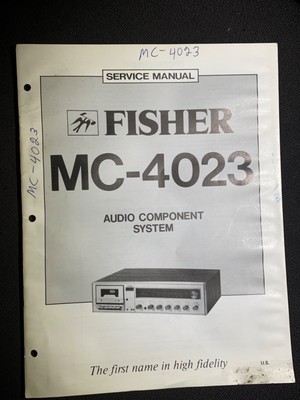 MC-4023
SERVICE MANUAL
FISHER
MC-4023
MC-4023
AUDIO COMPONENT
SYSTEM
The first name in high fidelity
U.S.